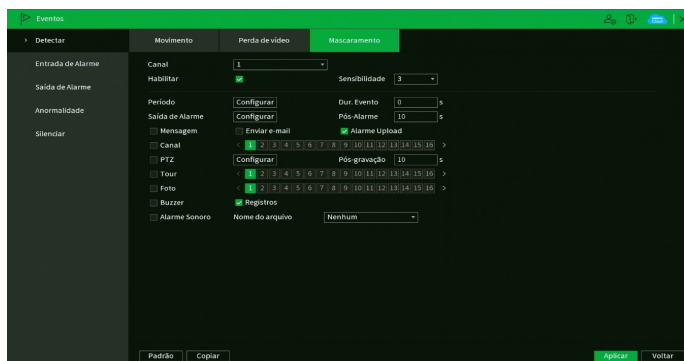 Eventos
Detectar
Entrada de Alarme
Saída de Alarme
Anormalidade
Silenciar
Movimento Perda de vídeo Mascaramento
Canal 1
Habilitar Sensibilidade 3
Período Configurar Dur. Evento 0 s
Saída de Alarme Configurar Pós-Alarme 10 s
Mensagem Enviar e-mail Alarme Upload
Canal < 1 2 3 4 5 6 7 8 9 10 11 12 13 14 15 16 >
PTZ Configurar Pós-gravação 10 s
Tour < 1 2 3 4 5 6 7 8 9 10 11 12 13 14 15 16 >
Foto < 1 2 3 4 5 6 7 8 9 10 11 12 13 14 15 16 >
Buzzer Registros
Alarme Sonoro Nome do arquivo Nenhum
Padrão Copiar Aplicar Voltar